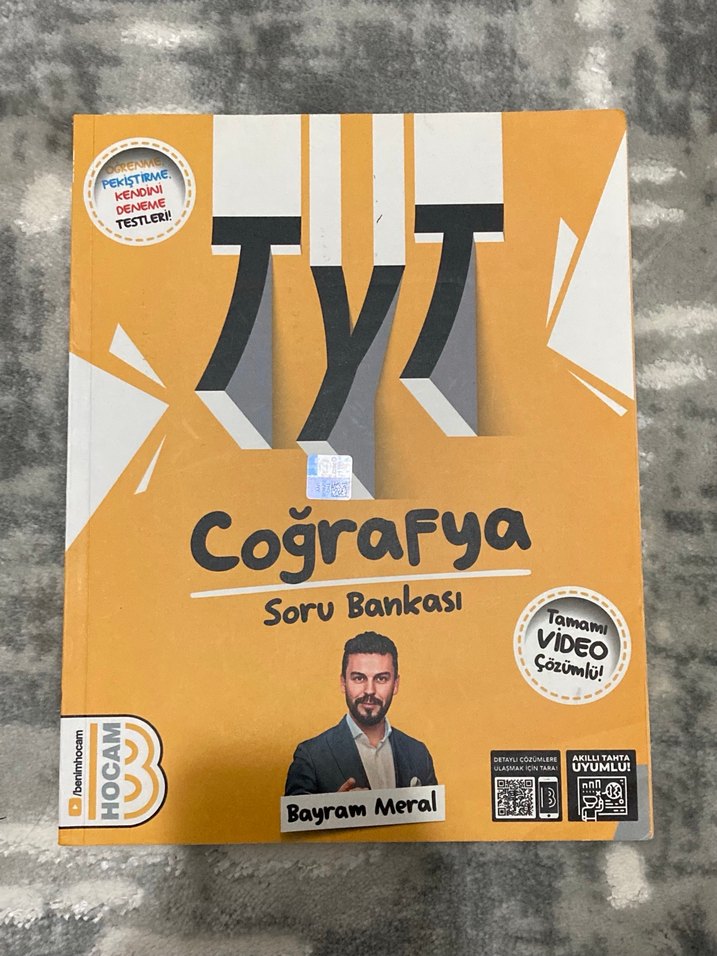 ÖĞRENME,
PEKİŞTİRME,
KENDİNİ
DENEME
TESTLERİ!
TYT
Coğrafya
Soru Bankası
Tamamı
VİDEO
Çözümlü!
Bayram Meral
/benimhocam
HOCAM
DETAYLI ÇÖZÜMLERE
ULAŞMAK İÇİN TARA!
AKILLI TAHTA
UYUMLU!